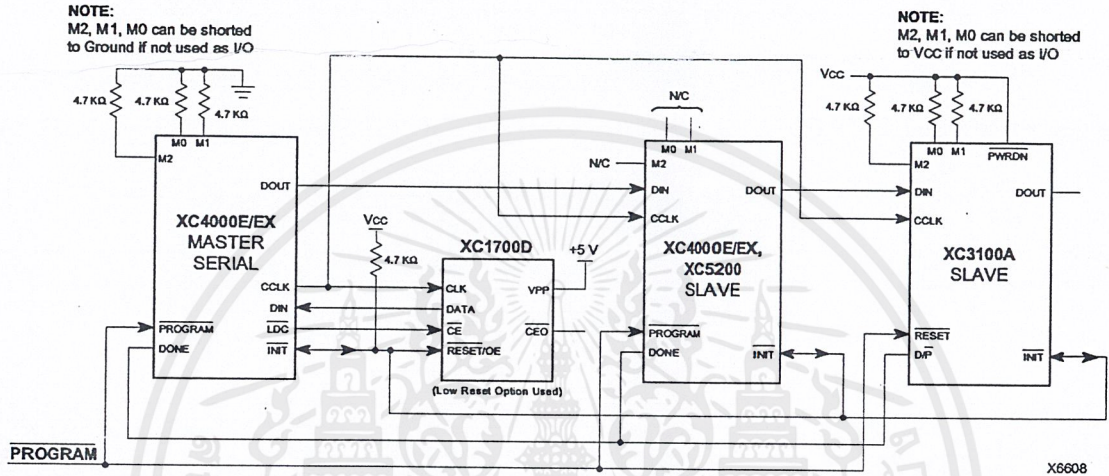 NOTE:
M2, M1, M0 can be shorted
to Ground if not used as I/O
NOTE:
M2, M1, M0 can be shorted
to VCC if not used as I/O
4.7 KΩ
4.7 KΩ
4.7 KΩ
M0 M1
M2
DOUT
XC4000E/EX
MASTER
SERIAL
CCLK
DIN
LDC
INIT
PROGRAM
DONE
Vcc
4.7 KΩ
XC1700D
+5 V
CLK
VPP
DATA
CE
CEO
RESET/OE
(Low Reset Option Used)
N/C
M0 M1
N/C
M2
DIN
DOUT
CCLK
XC4000E/EX,
XC5200
SLAVE
PROGRAM
DONE
INIT
Vcc
4.7 KΩ
4.7 KΩ
4.7 KΩ
M0 M1
PWRDN
M2
DIN
DOUT
CCLK
XC3100A
SLAVE
RESET
D/P
INIT
PROGRAM
X6608